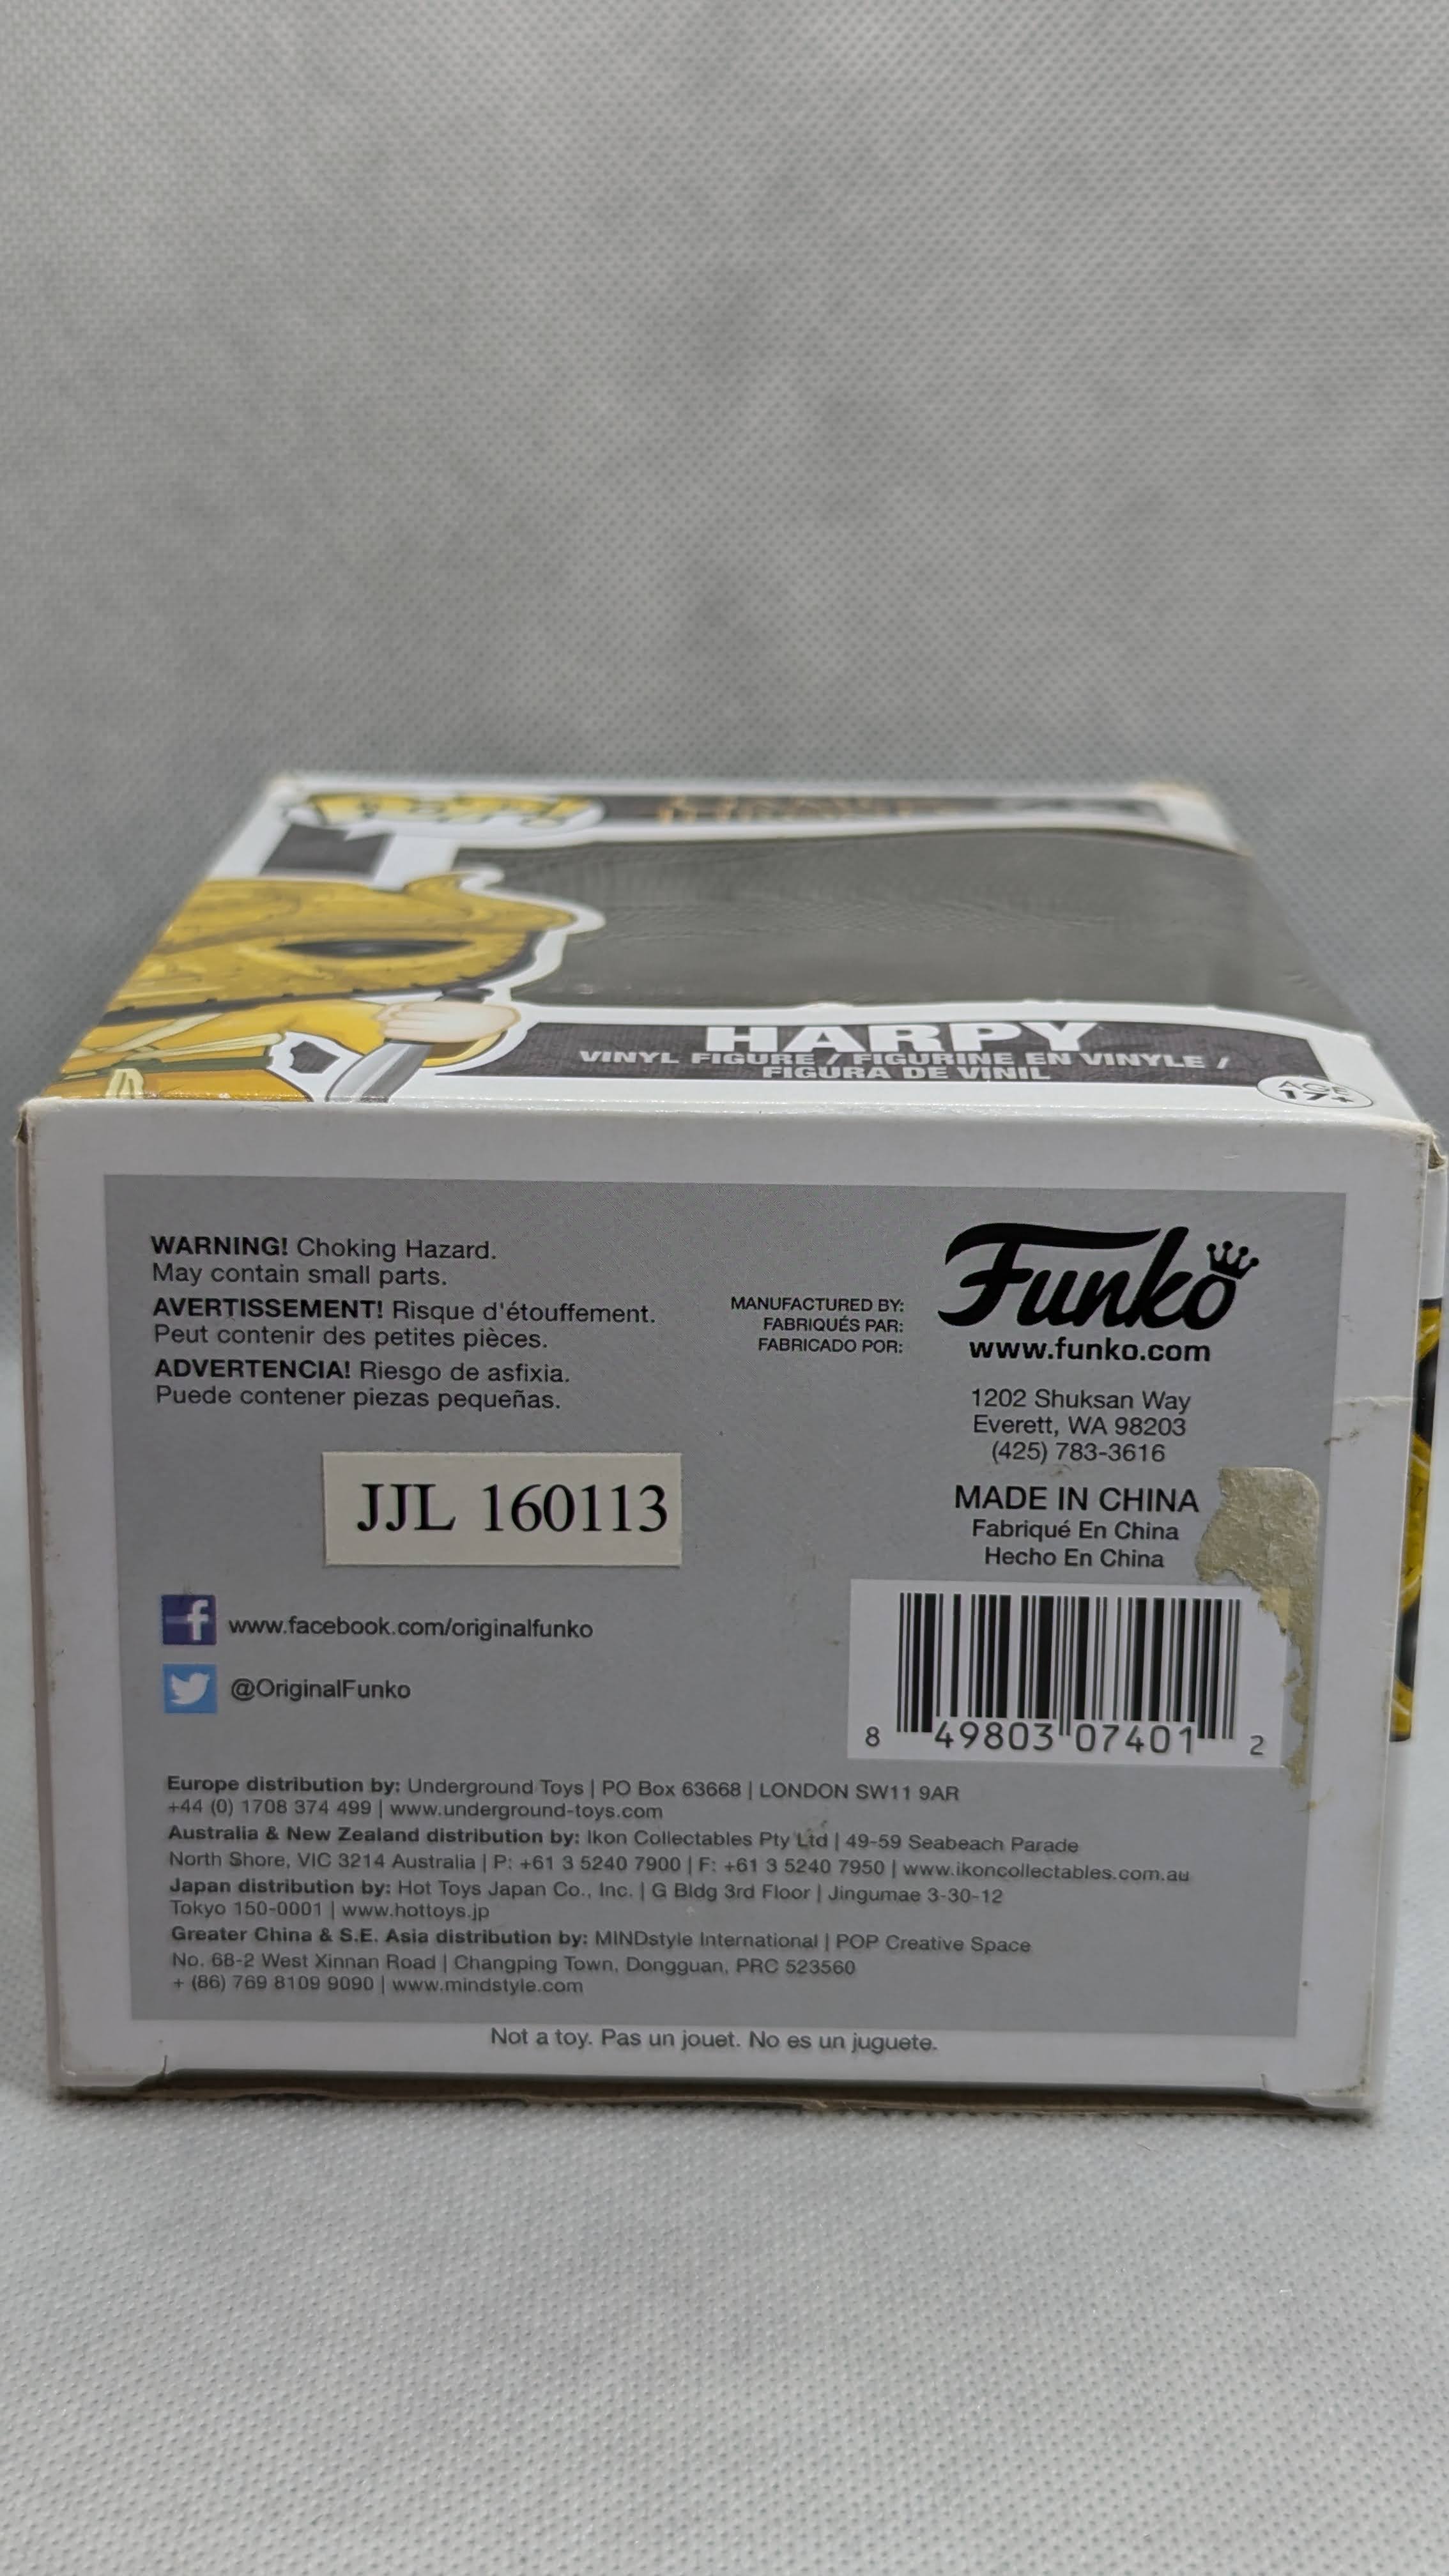 Pop!
GAME OF THRONES
HARPY
VINYL FIGURE / FIGURINE EN VINYLE /
FIGURA DE VINIL
AGE
17+
WARNING! Choking Hazard.
May contain small parts.
AVERTISSEMENT! Risque d'étouffement.
Peut contenir des petites pièces.
ADVERTENCIA! Riesgo de asfixia.
Puede contener piezas pequeñas.
MANUFACTURED BY:
FABRIQUÉS PAR:
FABRICADO POR:
Funko
www.funko.com
1202 Shuksan Way
Everett, WA 98203
(425) 783-3616
MADE IN CHINA
Fabriqué En China
Hecho En China
JJL 160113
f www.facebook.com/originalfunko
@OriginalFunko
8 49803 07401 2
Europe distribution by: Underground Toys | PO Box 63668 | LONDON SW11 9AR
+44 (0) 1708 374 499 | www.underground-toys.com
Australia & New Zealand distribution by: Ikon Collectables Pty Ltd | 49-59 Seabeach Parade
North Shore, VIC 3214 Australia | P: +61 3 5240 7900 | F: +61 3 5240 7950 | www.ikoncollectables.com.au
Japan distribution by: Hot Toys Japan Co., Inc. | G Bldg 3rd Floor | Jingumae 3-30-12
Tokyo 150-0001 | www.hottoys.jp
Greater China & S.E. Asia distribution by: MINDstyle International | POP Creative Space
No. 68-2 West Xinnan Road | Changping Town, Dongguan, PRC 523560
+ (86) 769 8109 9090 | www.mindstyle.com
Not a toy. Pas un jouet. No es un juguete.